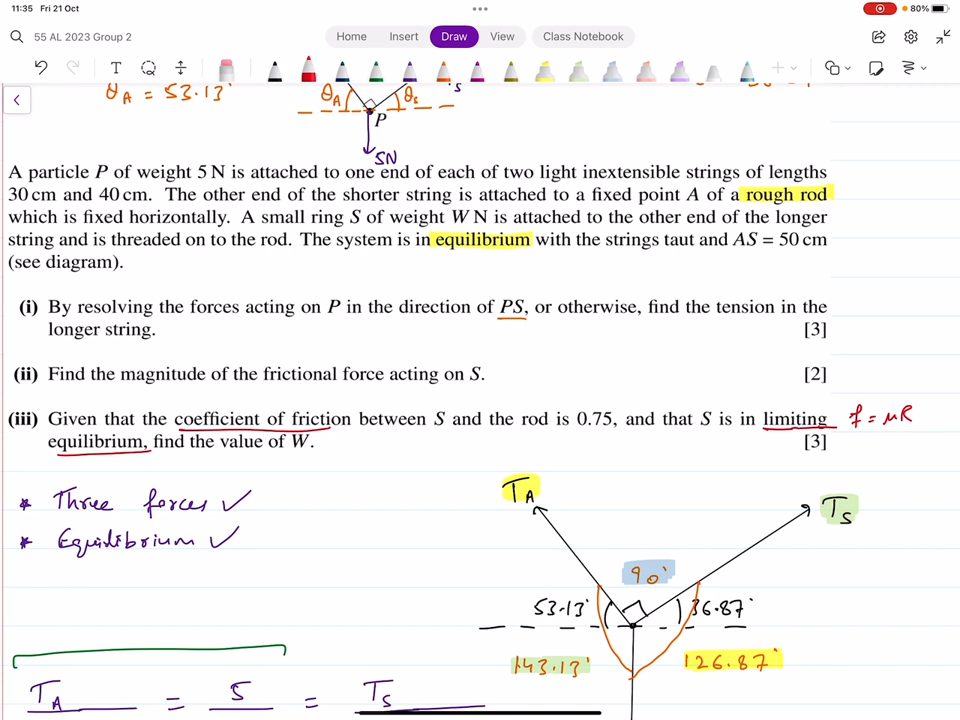 11:35 Fri 21 Oct
80%
55 AL 2023 Group 2
Home Insert Draw View Class Notebook
θA = 53.13°
θA θs
P
5N
A particle P of weight 5 N is attached to one end of each of two light inextensible strings of lengths
30 cm and 40 cm. The other end of the shorter string is attached to a fixed point A of a rough rod
which is fixed horizontally. A small ring S of weight W N is attached to the other end of the longer
string and is threaded on to the rod. The system is in equilibrium with the strings taut and AS = 50 cm
(see diagram).
(i) By resolving the forces acting on P in the direction of PS, or otherwise, find the tension in the
longer string. [3]
(ii) Find the magnitude of the frictional force acting on S. [2]
(iii) Given that the coefficient of friction between S and the rod is 0.75, and that S is in limiting f = μR
equilibrium, find the value of W. [3]
* Three forces ✓
* Equilibrium ✓
TA
Ts
90°
53.13° 36.87°
143.13° 126.87°
TA = 5 = Ts